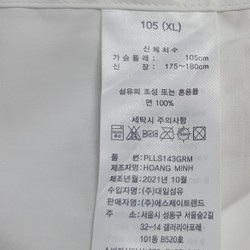 105 (XL)
신체치수
가슴둘레 : 105cm
신 장 : 175~180cm
섬유의 조성 또는 혼용률
면 100%
세탁시 주의사항
품 번: PLLS143GRM
제조자명: HOANG MINH
제조연월: 2021년 10월
수입자명: (주)대일섬유
판매자명: (주)에스제이트렌드
주 소: 서울시 성동구 서울숲2길
32-14 갤러리아포레
101동 B520호